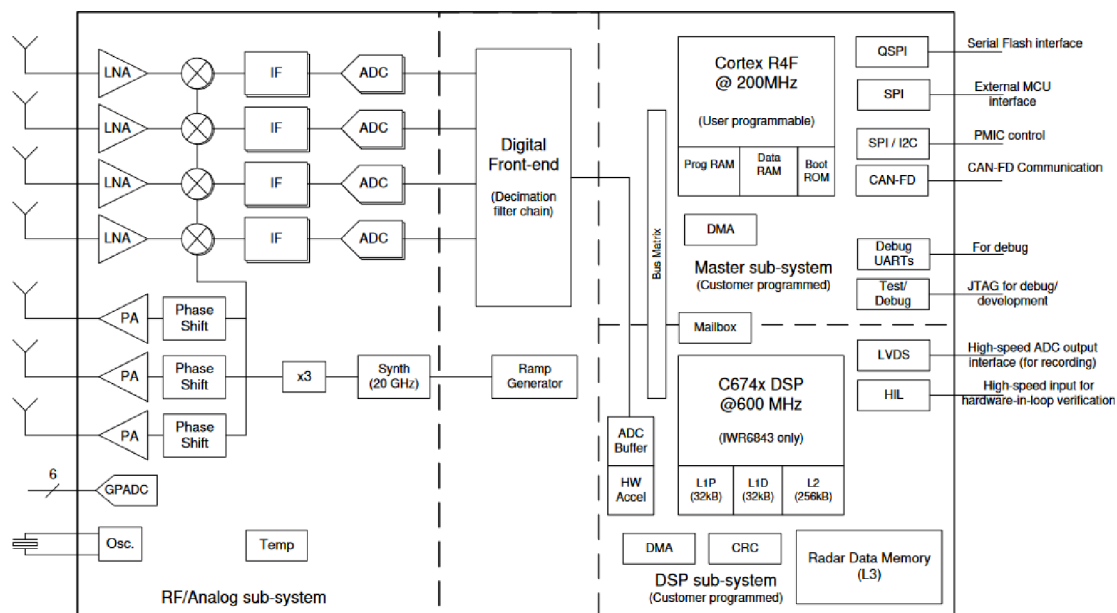 LNA
IF
ADC
LNA
IF
ADC
LNA
IF
ADC
LNA
IF
ADC
Digital
Front-end
(Decimation
filter chain)
PA
Phase
Shift
PA
Phase
Shift
PA
Phase
Shift
x3
Synth
(20 GHz)
Ramp
Generator
6
GPADC
Osc.
Temp
RF/Analog sub-system
Bus Matrix
Cortex R4F
@ 200MHz
(User programmable)
Prog RAM
Data
RAM
Boot
ROM
DMA
Master sub-system
(Customer programmed)
Mailbox
QSPI
Serial Flash interface
SPI
External MCU
interface
SPI / I2C
PMIC control
CAN-FD
CAN-FD Communication
Debug
UARTs
For debug
Test/
Debug
JTAG for debug/
development
LVDS
High-speed ADC output
interface (for recording)
HIL
High-speed input for
hardware-in-loop verification
C674x DSP
@600 MHz
(IWR6843 only)
L1P
(32kB)
L1D
(32kB)
L2
(256kB)
ADC
Buffer
HW
Accel
DMA
CRC
Radar Data Memory
(L3)
DSP sub-system
(Customer programmed)